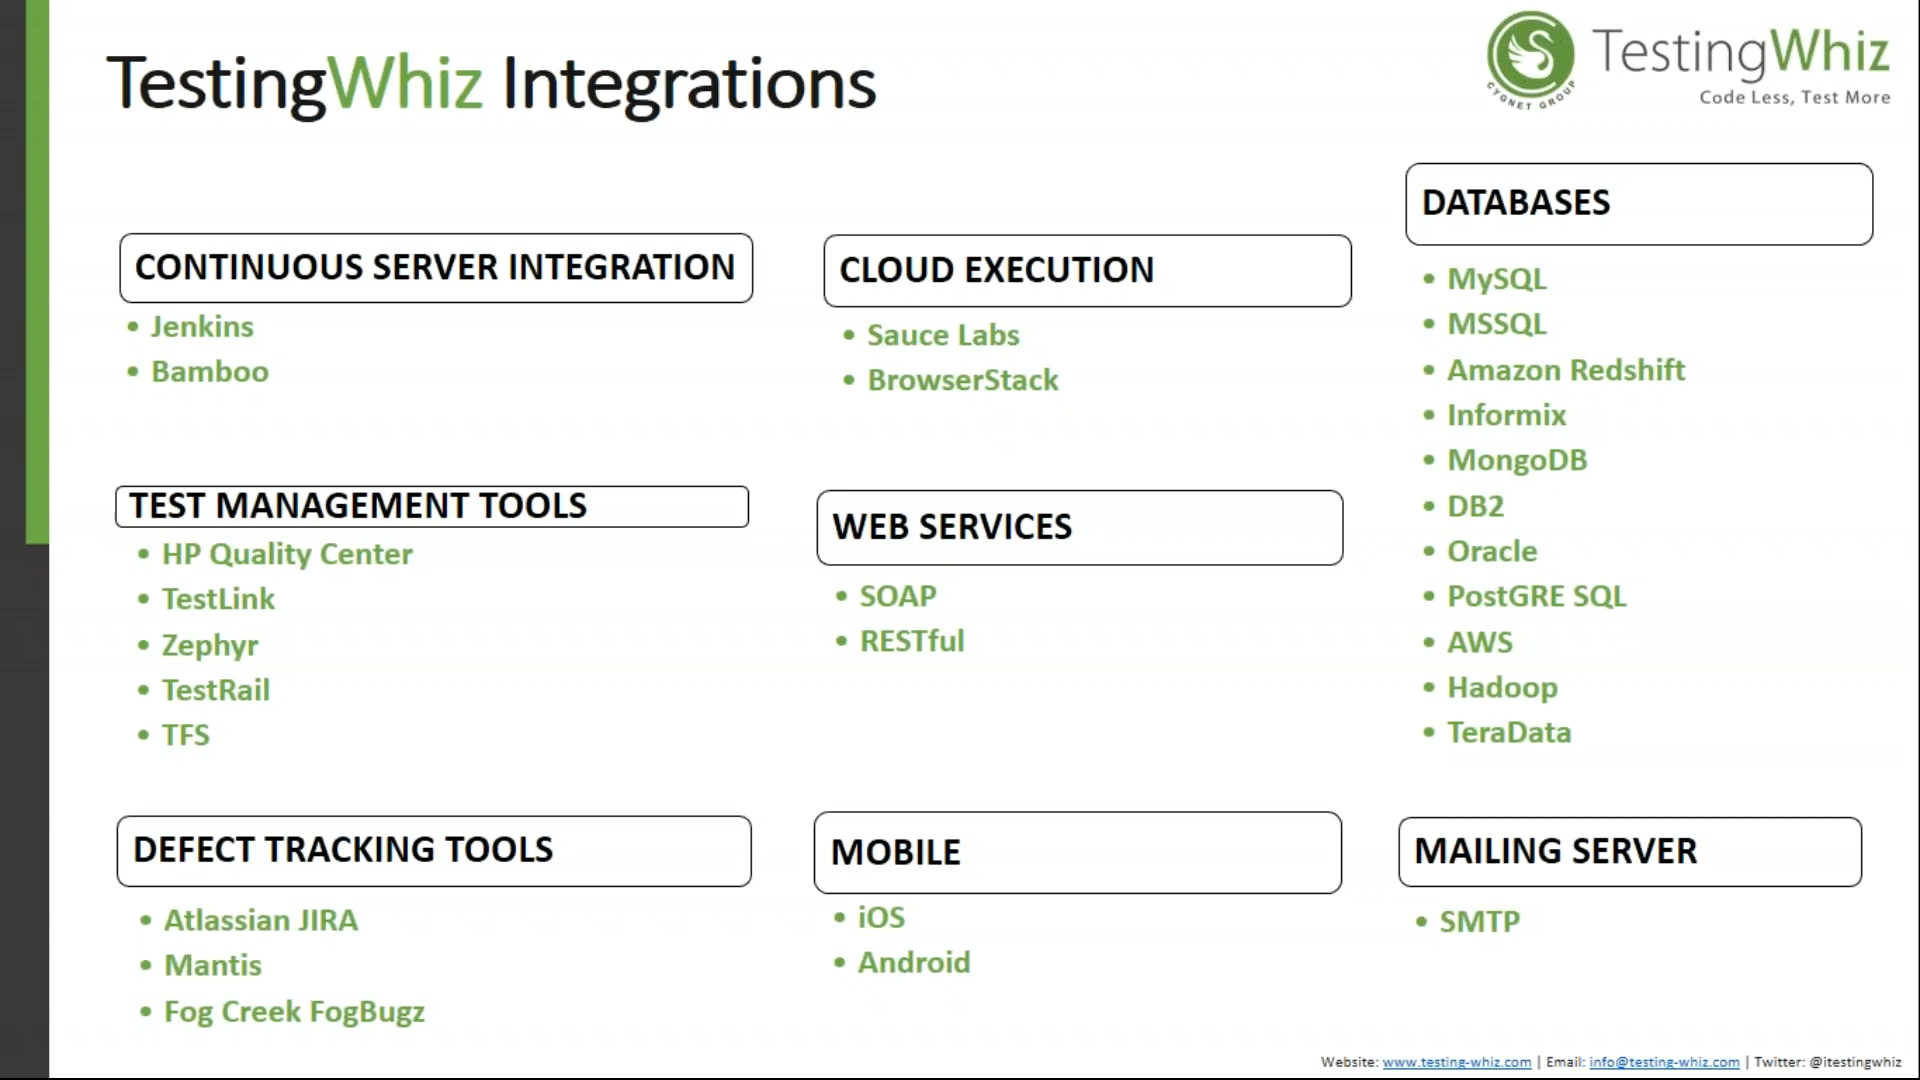 TestingWhiz Integrations
CYGNET GROUP
TestingWhiz
Code Less, Test More
CONTINUOUS SERVER INTEGRATION
• Jenkins
• Bamboo
TEST MANAGEMENT TOOLS
• HP Quality Center
• TestLink
• Zephyr
• TestRail
• TFS
DEFECT TRACKING TOOLS
• Atlassian JIRA
• Mantis
• Fog Creek FogBugz
CLOUD EXECUTION
• Sauce Labs
• BrowserStack
WEB SERVICES
• SOAP
• RESTful
MOBILE
• iOS
• Android
DATABASES
• MySQL
• MSSQL
• Amazon Redshift
• Informix
• MongoDB
• DB2
• Oracle
• PostGRE SQL
• AWS
• Hadoop
• TeraData
MAILING SERVER
• SMTP
Website: www.testing-whiz.com | Email: info@testing-whiz.com | Twitter: @itestingwhiz